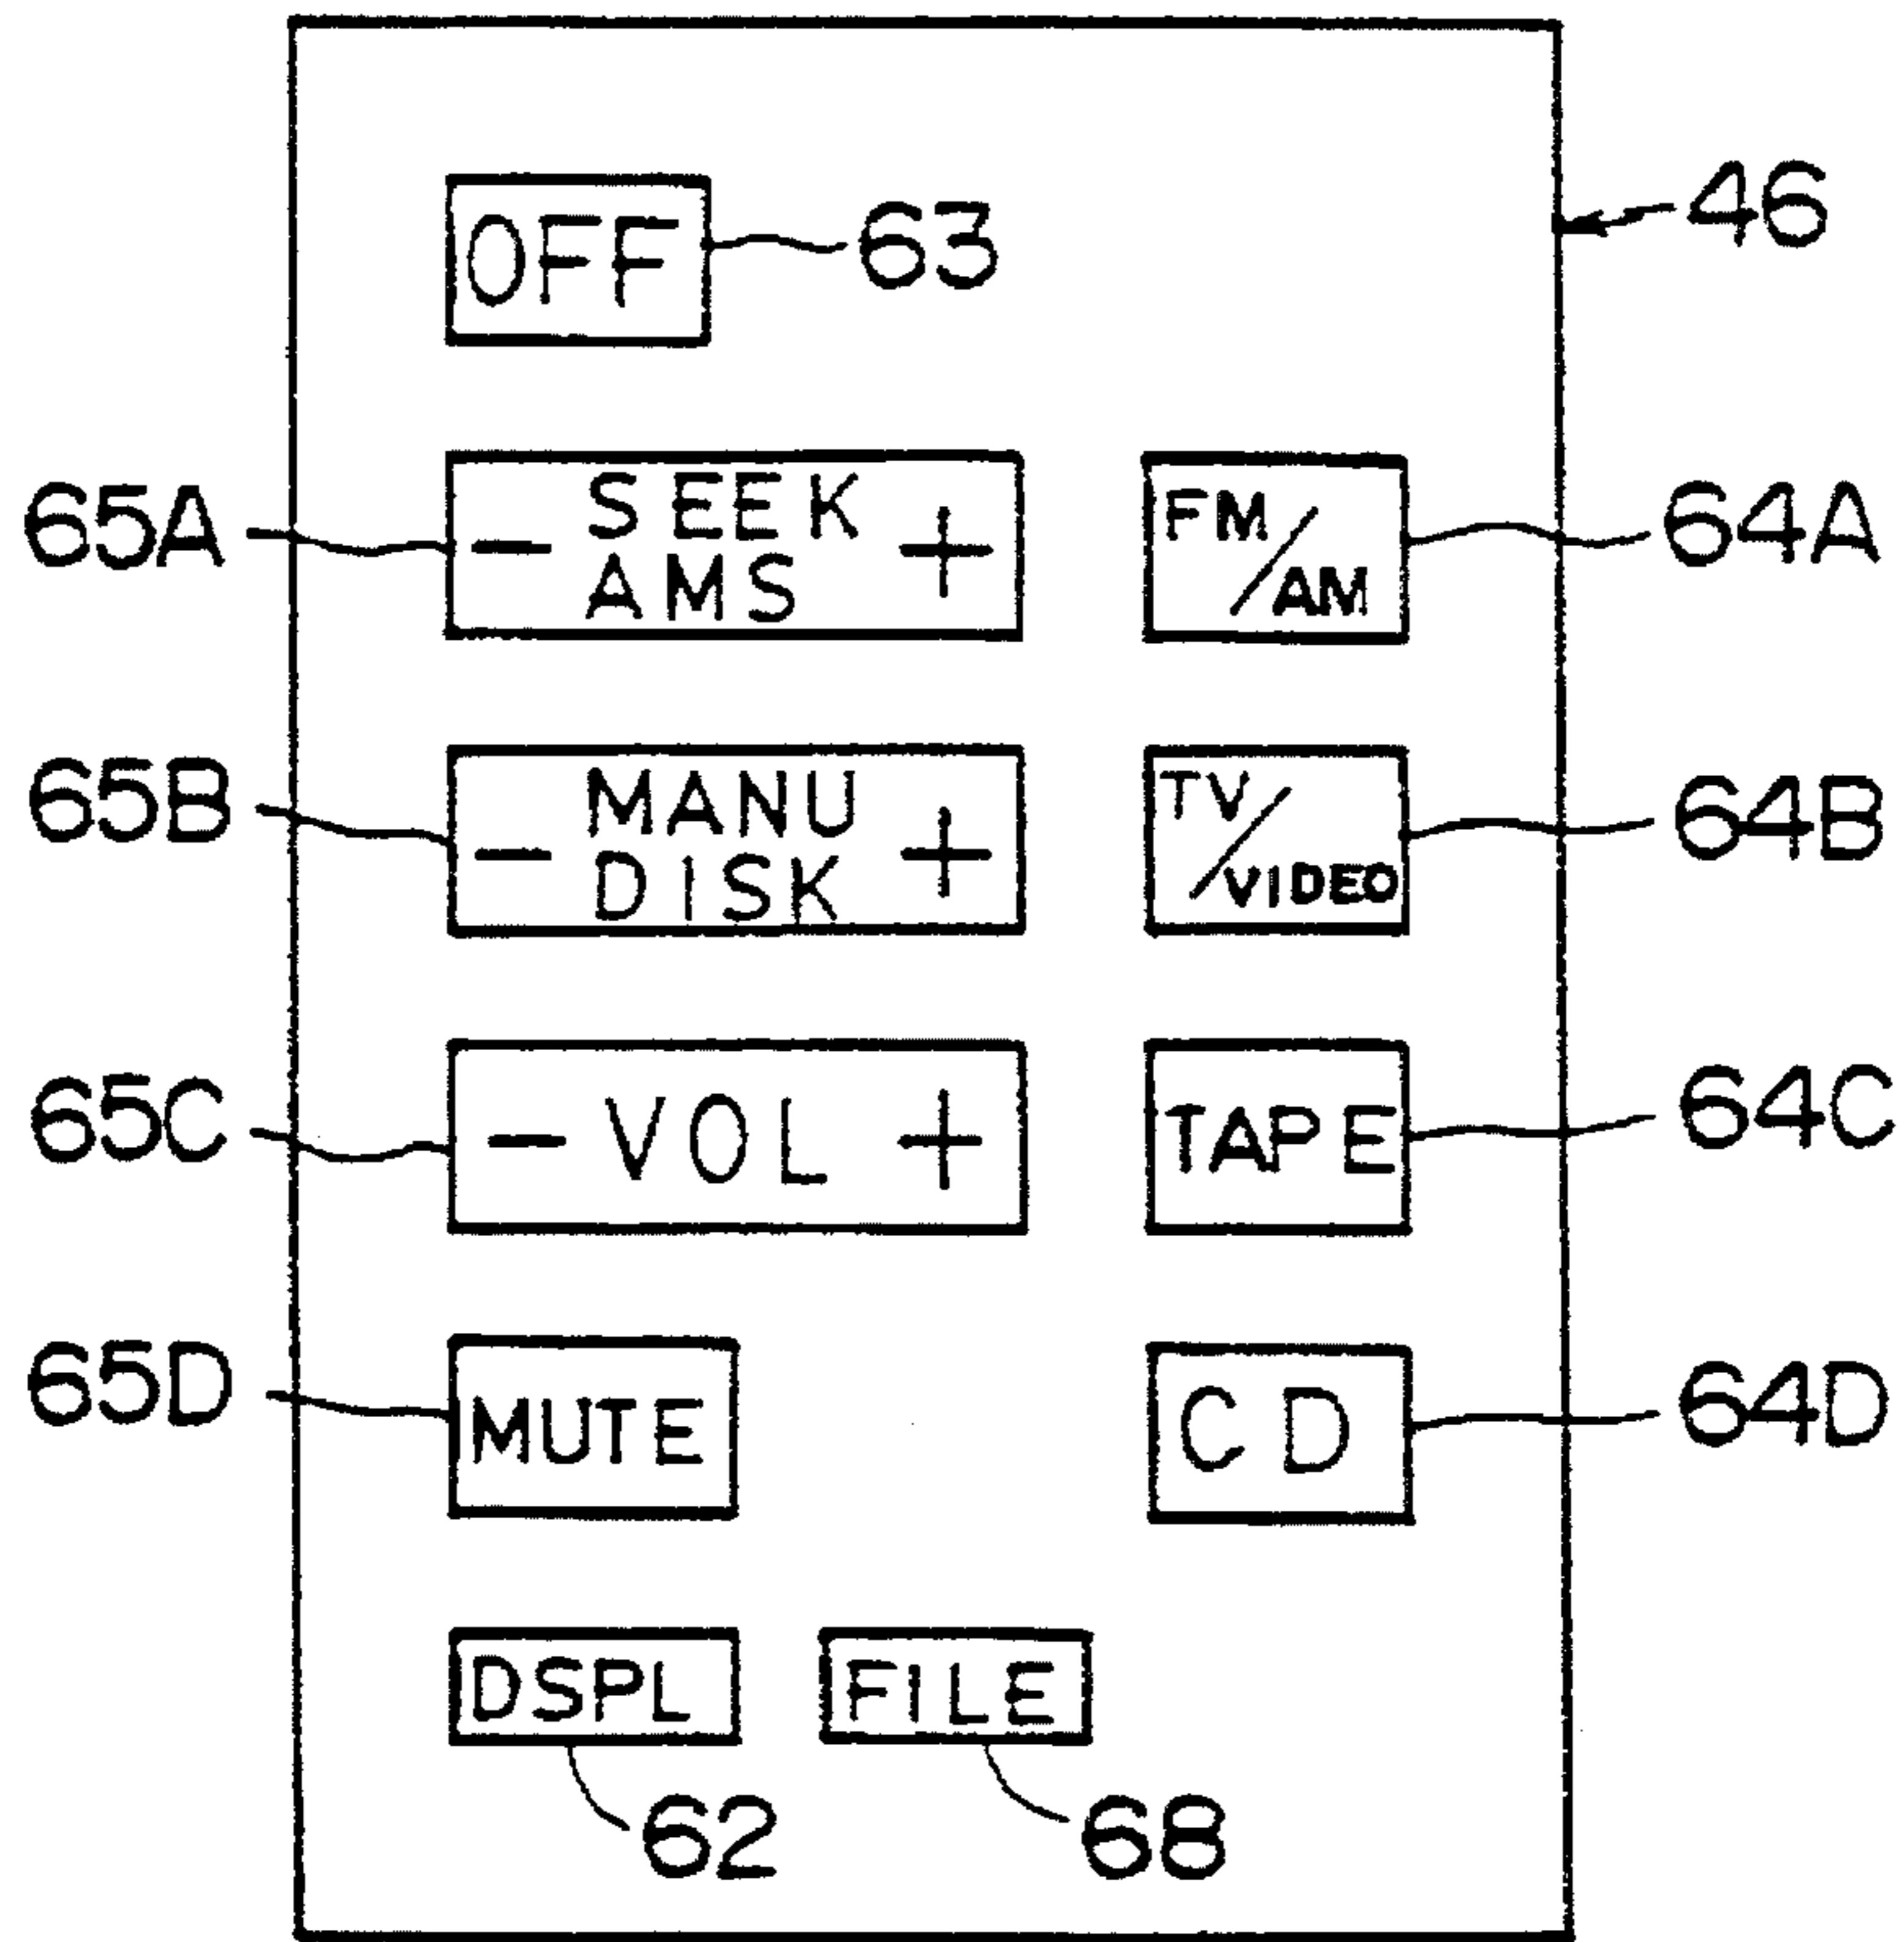 46
OFF 63
65A - SEEK AMS + FM/AM 64A
65B - MANU DISK + TV/VIDEO 64B
65C - VOL + TAPE 64C
65D MUTE CD 64D
DSPL FILE
62 68